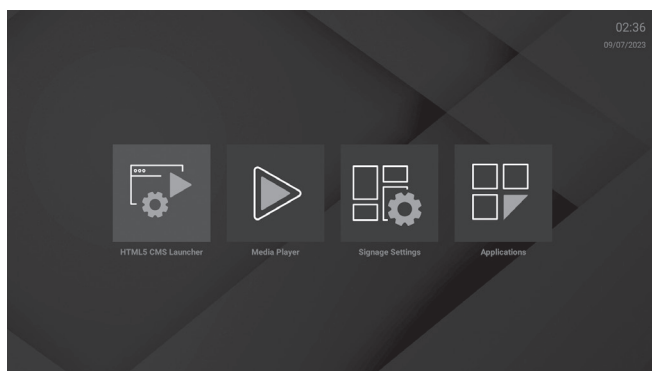 02:36
09/07/2023
HTML5 CMS Launcher
Media Player
Signage Settings
Applications